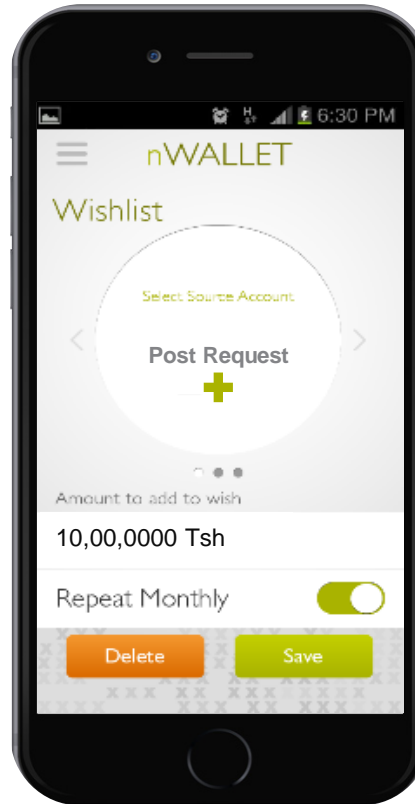 6:30 PM
nWALLET
Wishlist
Select Source Account
Post Request
Amount to add to wish
10,00,0000 Tsh
Repeat Monthly
Delete Save